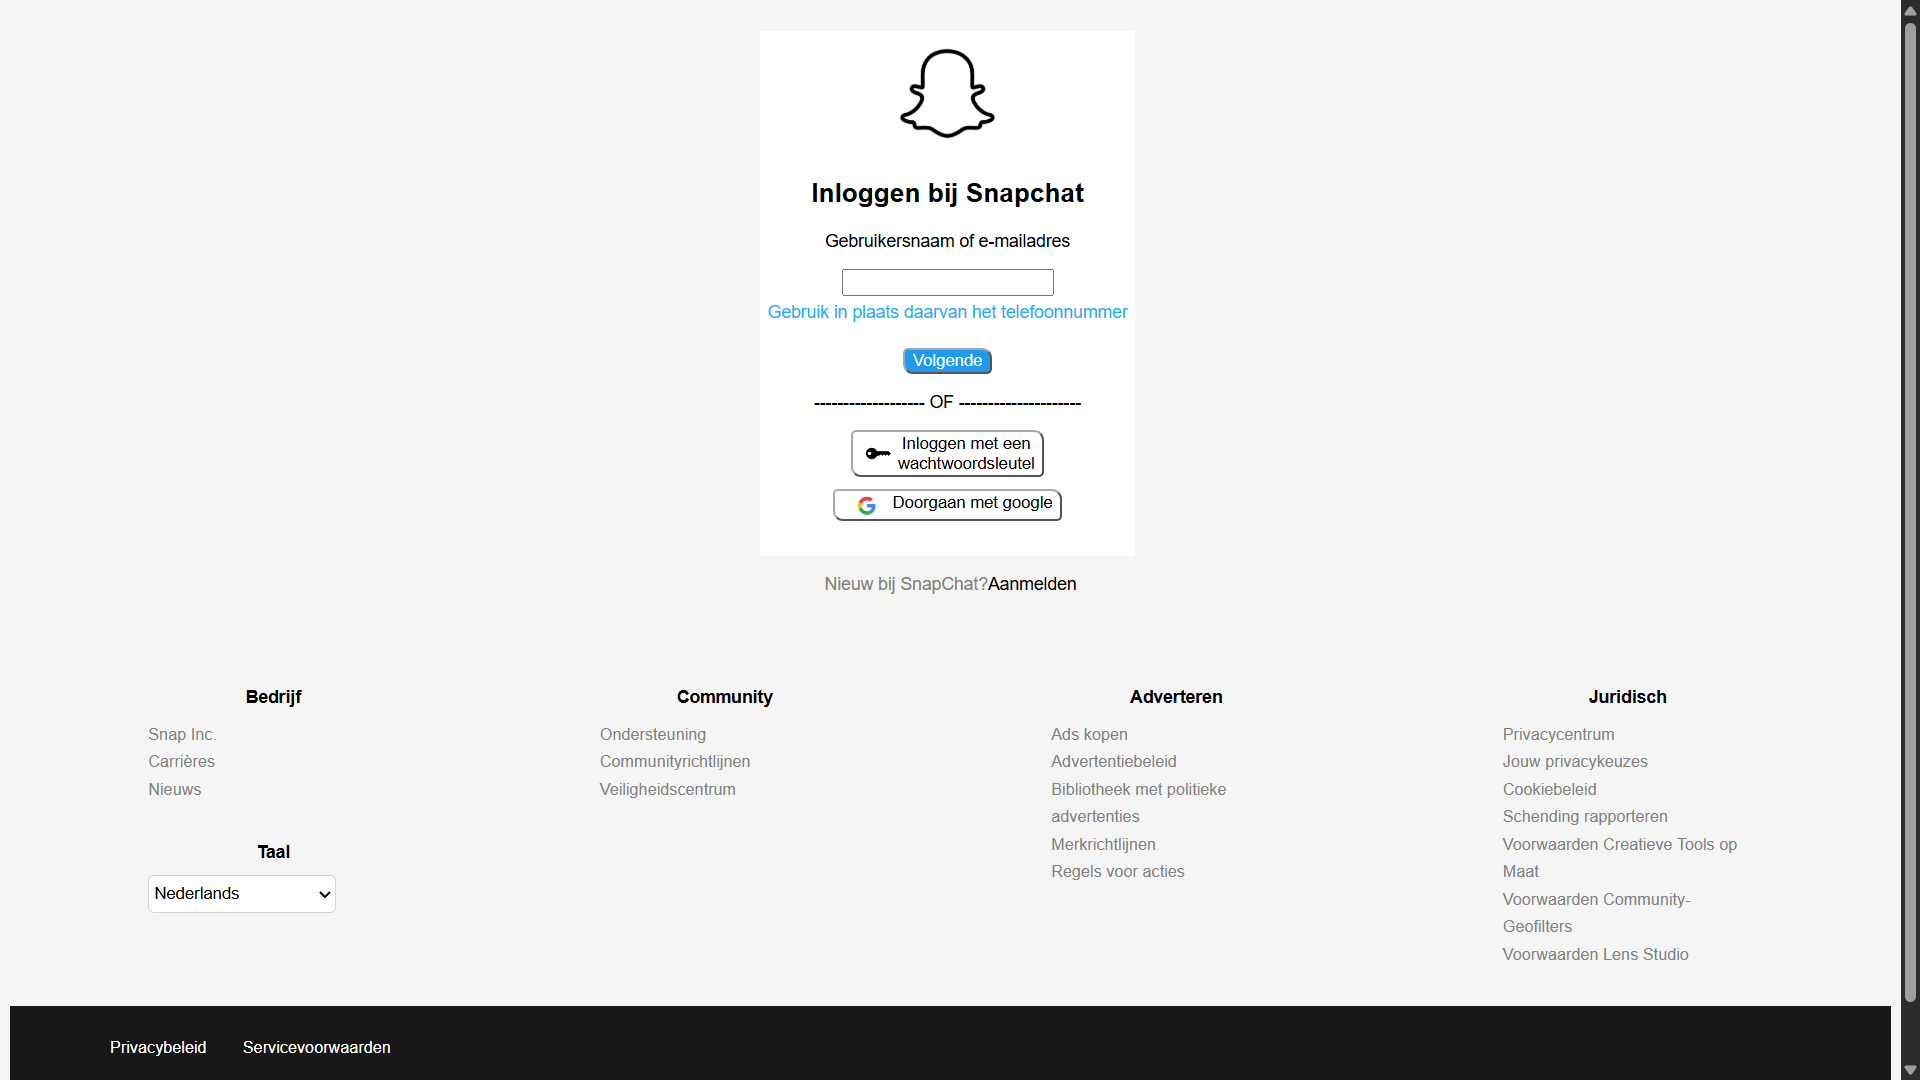 Inloggen bij Snapchat
Gebruikersnaam of e-mailadres
Gebruik in plaats daarvan het telefoonnummer
Volgende
------------------- OF ---------------------
Inloggen met een
wachtwoordsleutel
Doorgaan met google
Nieuw bij SnapChat?Aanmelden
Bedrijf
Snap Inc.
Carrières
Nieuws
Taal
Nederlands
Community
Ondersteuning
Communityrichtlijnen
Veiligheidscentrum
Adverteren
Ads kopen
Advertentiebeleid
Bibliotheek met politieke
advertenties
Merkrichtlijnen
Regels voor acties
Juridisch
Privacycentrum
Jouw privacykeuzes
Cookiebeleid
Schending rapporteren
Voorwaarden Creatieve Tools op
Maat
Voorwaarden Community-
Geofilters
Voorwaarden Lens Studio
Privacybeleid
Servicevoorwaarden